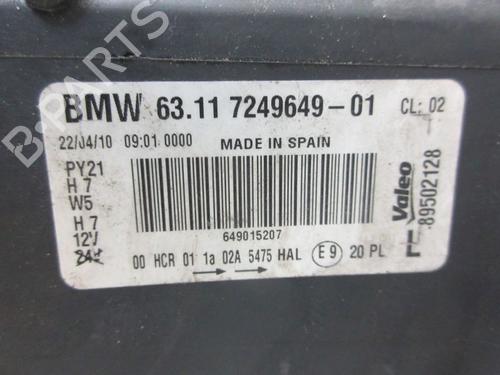 BMW 63.11 7249649-01 CL: 02
22/04/10 09:01 0000 MADE IN SPAIN
PY21
H 7
W5
H 7
12V
24V
649015207
00 HCR 01 1a 02A 5475 HAL E9 20 PL
Valeo
89502128
B-PARTS